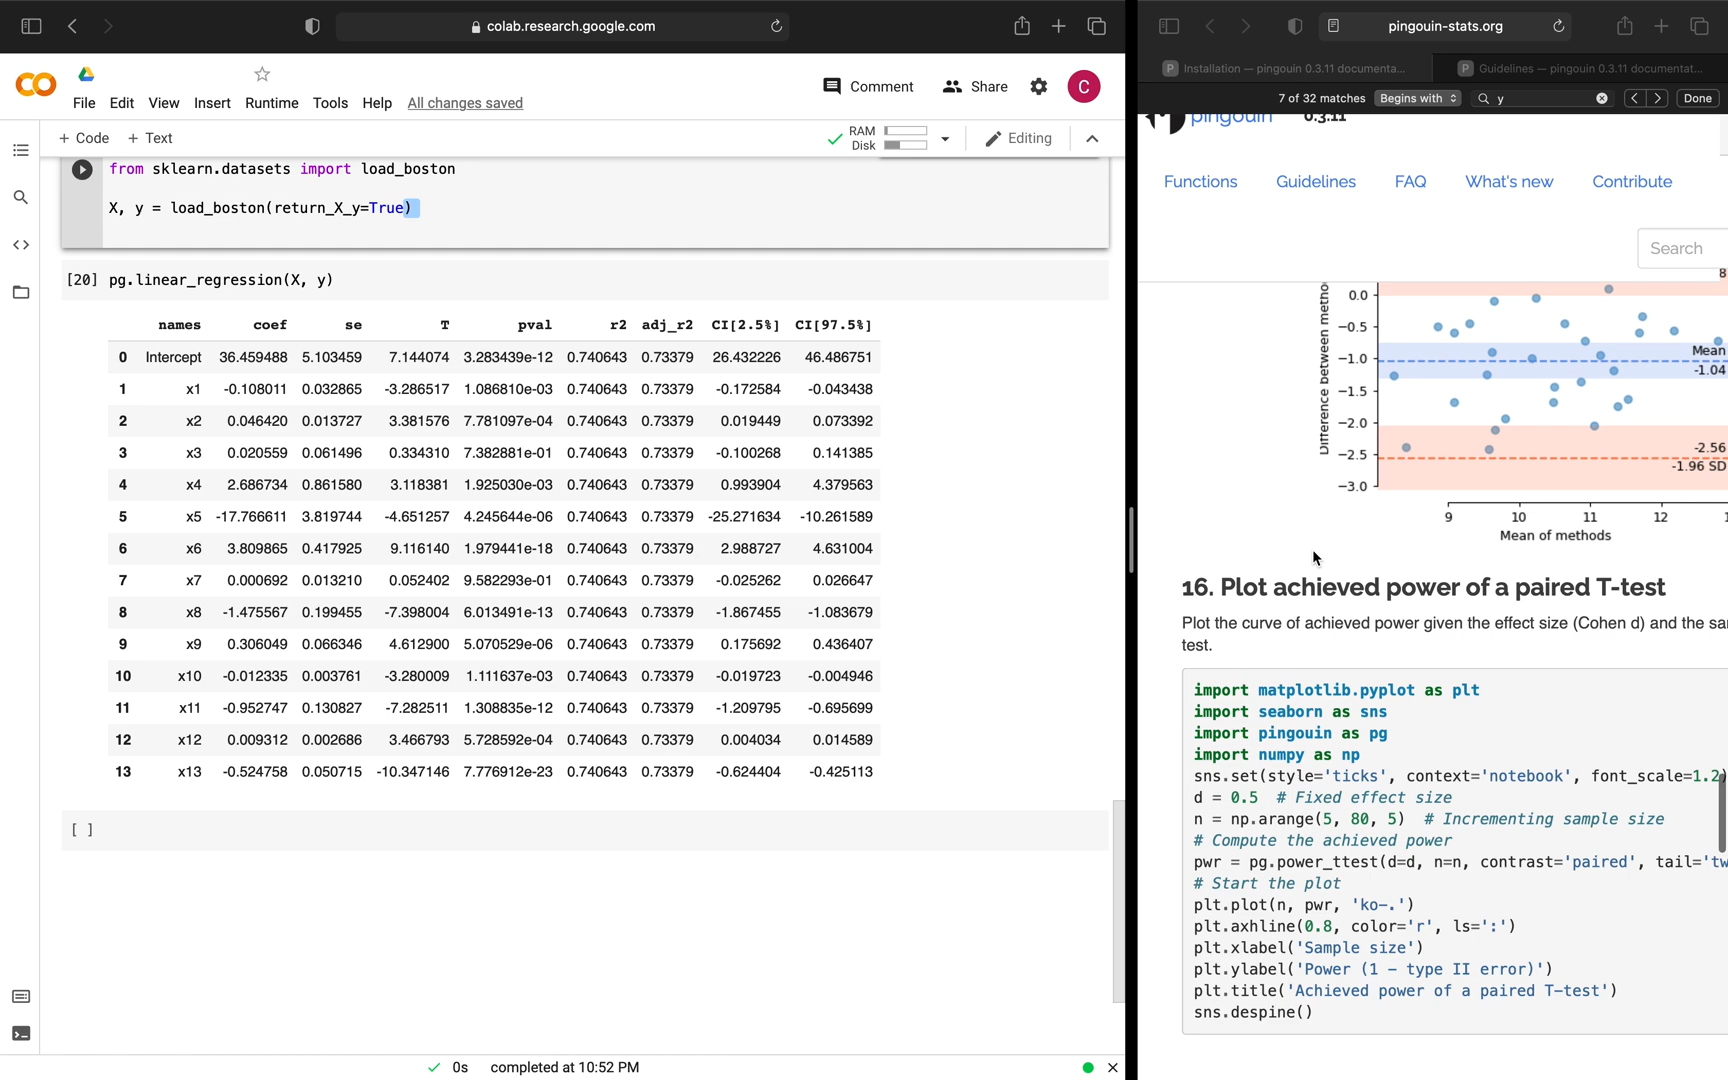 colab.research.google.com
File Edit View Insert Runtime Tools Help All changes saved
Comment Share C
+ Code + Text
RAM
Disk
Editing
from sklearn.datasets import load_boston
X, y = load_boston(return_X_y=True)
[20] pg.linear_regression(X, y)
names coef se T pval r2 adj_r2 CI[2.5%] CI[97.5%]
0 Intercept 36.459488 5.103459 7.144074 3.283439e-12 0.740643 0.73379 26.432226 46.486751
1 x1 -0.108011 0.032865 -3.286517 1.086810e-03 0.740643 0.73379 -0.172584 -0.043438
2 x2 0.046420 0.013727 3.381576 7.781097e-04 0.740643 0.73379 0.019449 0.073392
3 x3 0.020559 0.061496 0.334310 7.382881e-01 0.740643 0.73379 -0.100268 0.141385
4 x4 2.686734 0.861580 3.118381 1.925030e-03 0.740643 0.73379 0.993904 4.379563
5 x5 -17.766611 3.819744 -4.651257 4.245644e-06 0.740643 0.73379 -25.271634 -10.261589
6 x6 3.809865 0.417925 9.116140 1.979441e-18 0.740643 0.73379 2.988727 4.631004
7 x7 0.000692 0.013210 0.052402 9.582293e-01 0.740643 0.73379 -0.025262 0.026647
8 x8 -1.475567 0.199455 -7.398004 6.013491e-13 0.740643 0.73379 -1.867455 -1.083679
9 x9 0.306049 0.066346 4.612900 5.070529e-06 0.740643 0.73379 0.175692 0.436407
10 x10 -0.012335 0.003761 -3.280009 1.111637e-03 0.740643 0.73379 -0.019723 -0.004946
11 x11 -0.952747 0.130827 -7.282511 1.308835e-12 0.740643 0.73379 -1.209795 -0.695699
12 x12 0.009312 0.002686 3.466793 5.728592e-04 0.740643 0.73379 0.004034 0.014589
13 x13 -0.524758 0.050715 -10.347146 7.776912e-23 0.740643 0.73379 -0.624404 -0.425113
[ ]
0s completed at 10:52 PM
pingouin-stats.org
P Installation — pingouin 0.3.11 documenta...
P Guidelines — pingouin 0.3.11 documentat...
7 of 32 matches Begins with y Done
pingouin 0.3.11
Functions Guidelines FAQ What's new Contribute
Search
8
0.0
−0.5
−1.0
−1.5
−2.0
−2.5
−3.0
Difference between metho
Mean
-1.04
-2.56
-1.96 SD
9 10 11 12 1
Mean of methods
16. Plot achieved power of a paired T-test
Plot the curve of achieved power given the effect size (Cohen d) and the sa
test.
import matplotlib.pyplot as plt
import seaborn as sns
import pingouin as pg
import numpy as np
sns.set(style='ticks', context='notebook', font_scale=1.2)
d = 0.5 # Fixed effect size
n = np.arange(5, 80, 5) # Incrementing sample size
# Compute the achieved power
pwr = pg.power_ttest(d=d, n=n, contrast='paired', tail='tw
# Start the plot
plt.plot(n, pwr, 'ko-.')
plt.axhline(0.8, color='r', ls=':')
plt.xlabel('Sample size')
plt.ylabel('Power (1 - type II error)')
plt.title('Achieved power of a paired T-test')
sns.despine()